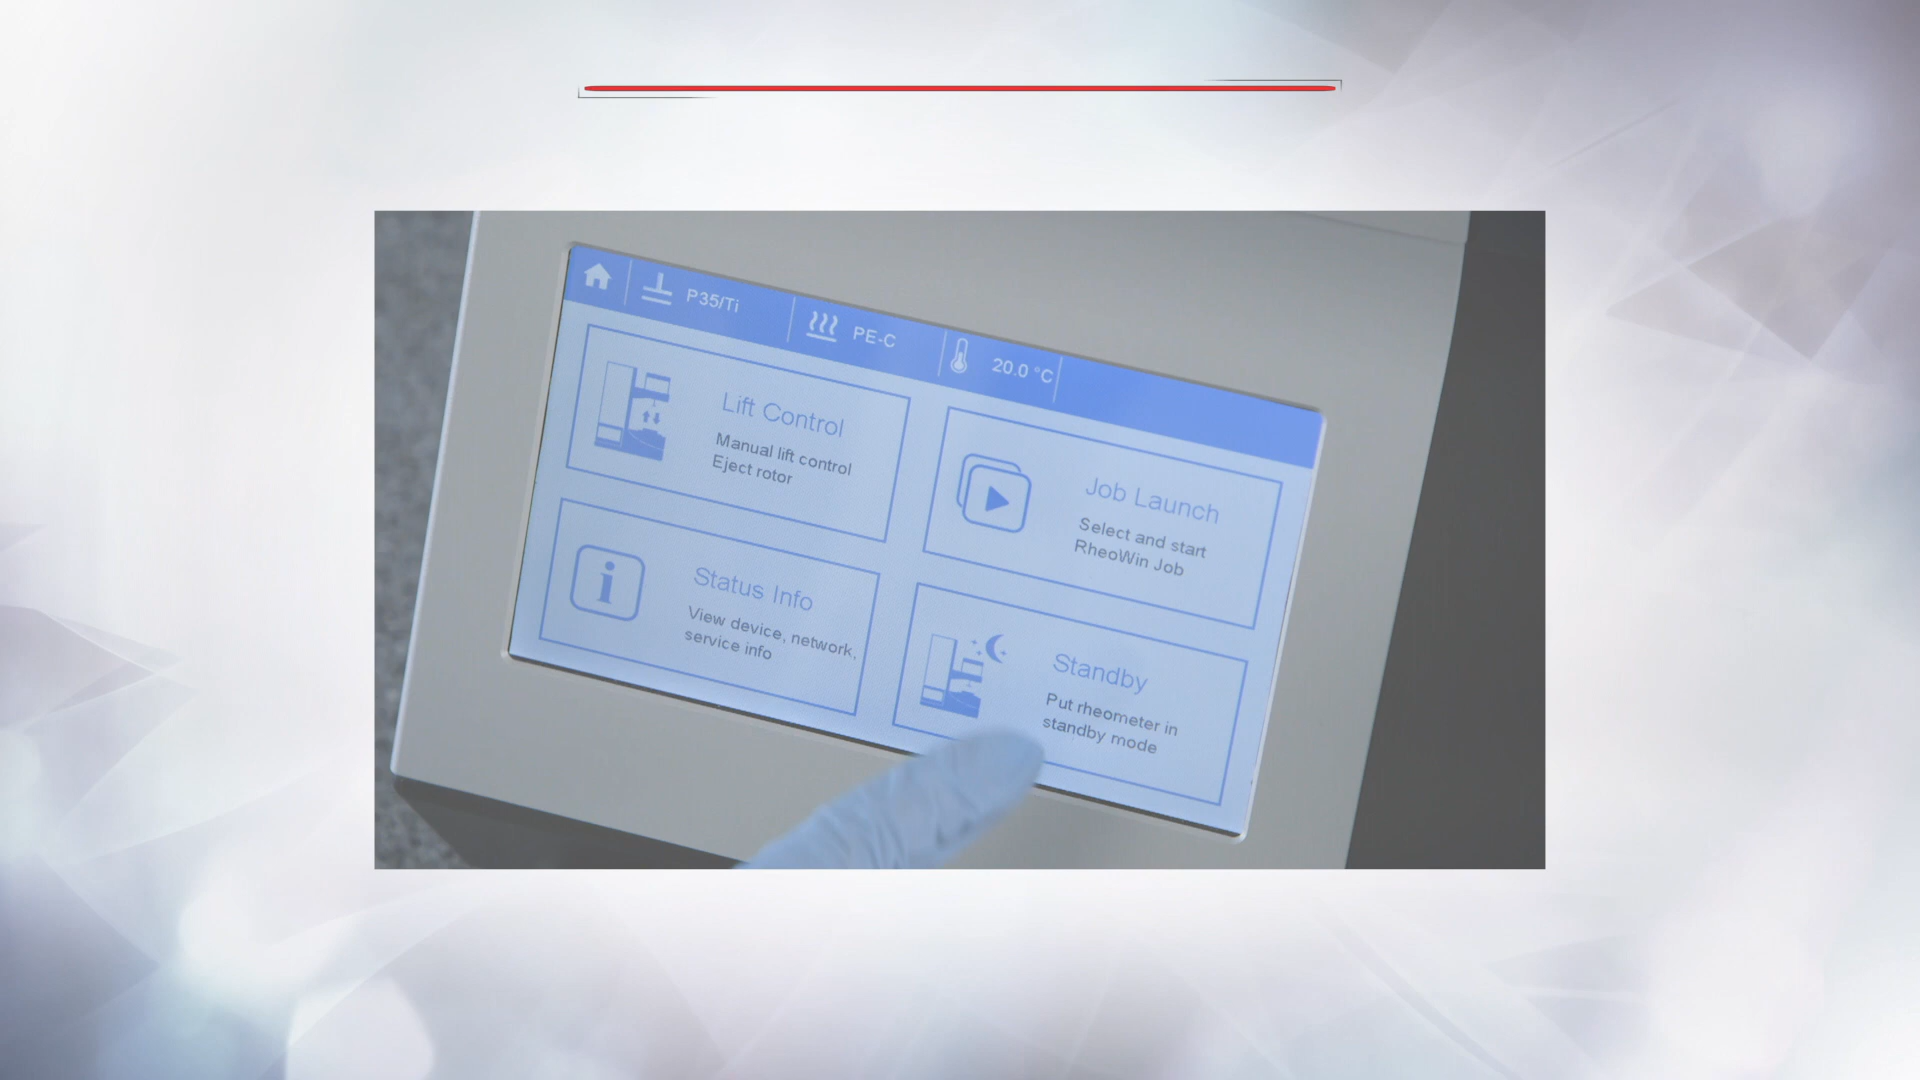 P35/Ti
PE-C
20.0 °C
Lift Control
Manual lift control
Eject rotor
Job Launch
Select and start
RheoWin Job
Status Info
View device, network,
service info
Standby
Put rheometer in
standby mode